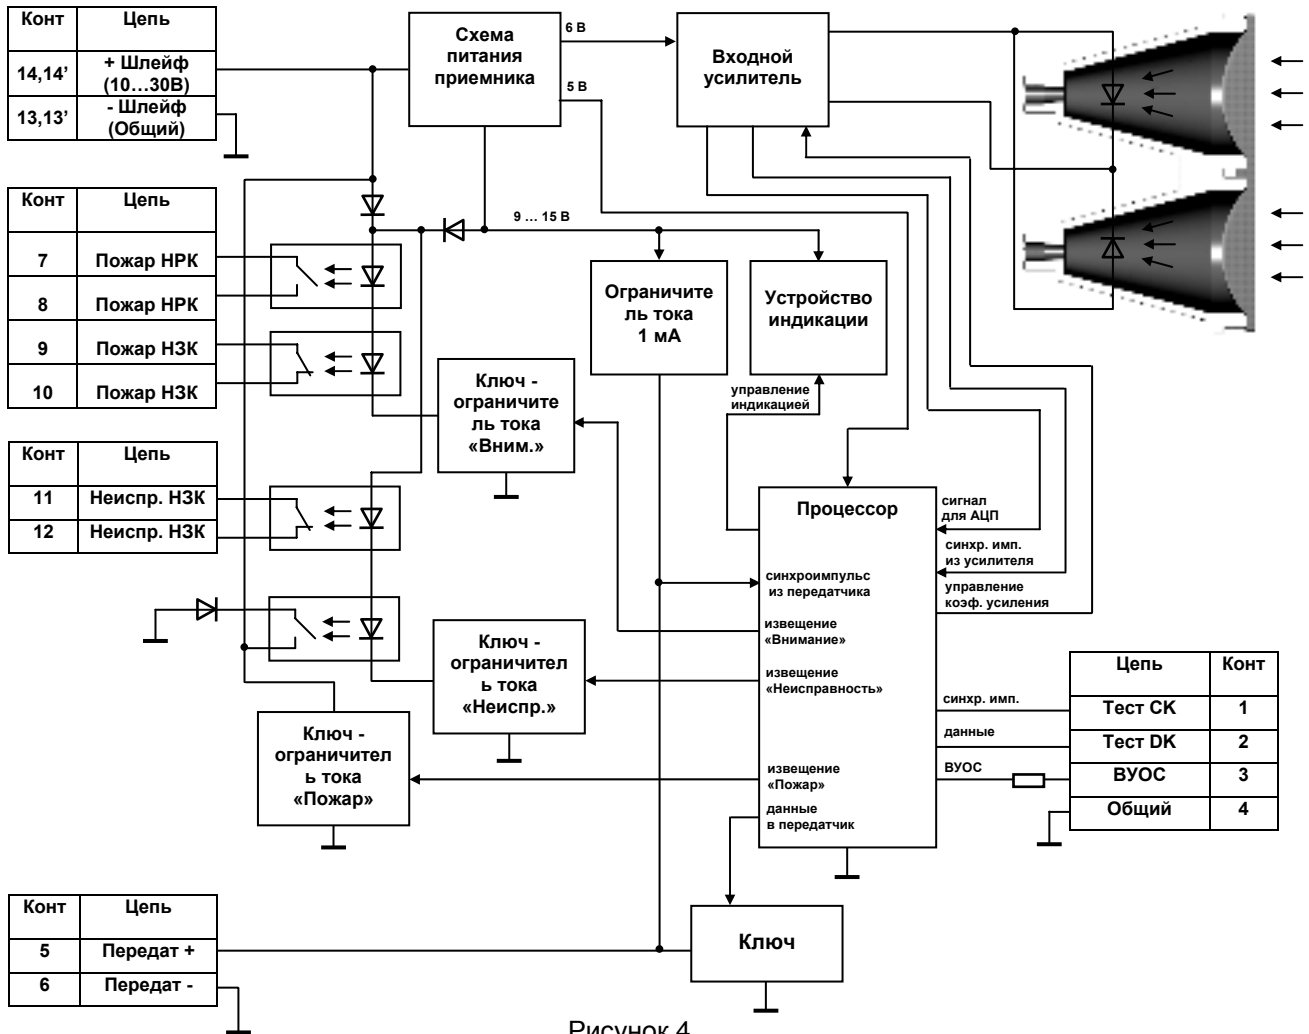 Конт Цепь
14,14’ + Шлейф
(10…30В)
13,13’ - Шлейф
(Общий)
Схема
питания
приемника
6 В
5 В
Входной
усилитель
Конт Цепь
7 Пожар НРК
8 Пожар НРК
9 Пожар НЗК
10 Пожар НЗК
9 … 15 В
Ограничите
ль тока
1 мА
Устройство
индикации
управление
индикацией
Ключ -
ограничите
ль тока
«Вним.»
Конт Цепь
11 Неиспр. НЗК
12 Неиспр. НЗК
Процессор
сигнал
для АЦП
синхр. имп.
из усилителя
управление
коэф. усиления
синхроимпульс
из передатчика
извещение
«Внимание»
извещение
«Неисправность»
извещение
«Пожар»
данные
в передатчик
Ключ -
ограничител
ь тока
«Неиспр.»
Ключ -
ограничител
ь тока
«Пожар»
синхр. имп.
данные
ВУОС
Цепь Конт
Тест СК 1
Тест DК 2
ВУОС 3
Общий 4
Конт Цепь
5 Передат +
6 Передат -
Ключ
Рисунок 4